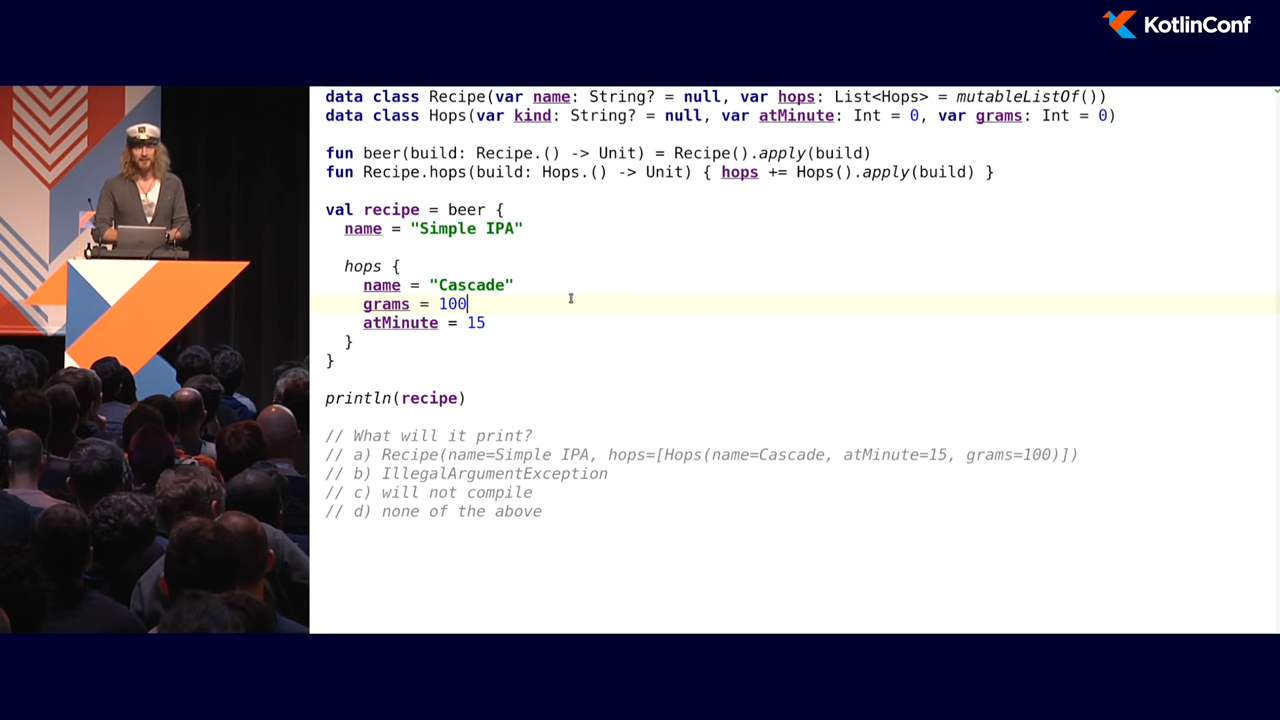 KotlinConf
data class Recipe(var name: String? = null, var hops: List<Hops> = mutableListOf())
data class Hops(var kind: String? = null, var atMinute: Int = 0, var grams: Int = 0)
fun beer(build: Recipe.() -> Unit) = Recipe().apply(build)
fun Recipe.hops(build: Hops.() -> Unit) { hops += Hops().apply(build) }
val recipe = beer {
name = "Simple IPA"
hops {
name = "Cascade"
grams = 100
atMinute = 15
}
}
println(recipe)
// What will it print?
// a) Recipe(name=Simple IPA, hops=[Hops(name=Cascade, atMinute=15, grams=100)])
// b) IllegalArgumentException
// c) will not compile
// d) none of the above